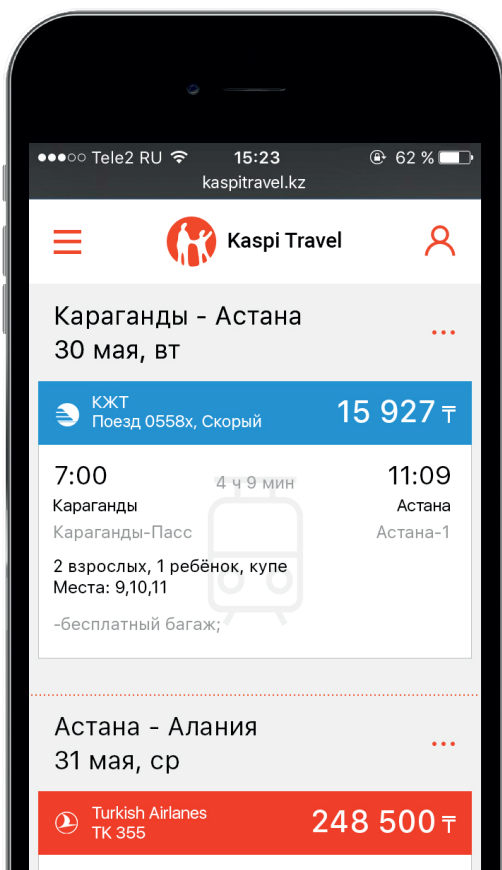 Tele2 RU 15:23 62 %
kaspitravel.kz
Kaspi Travel
Караганды - Астана
30 мая, вт
КЖТ
Поезд 0558х, Скорый
15 927 ₸
7:00 4 ч 9 мин 11:09
Караганды Астана
Караганды-Пасс Астана-1
2 взрослых, 1 ребёнок, купе
Места: 9,10,11
-бесплатный багаж;
Астана - Алания
31 мая, ср
Turkish Airlanes
TK 355
248 500 ₸